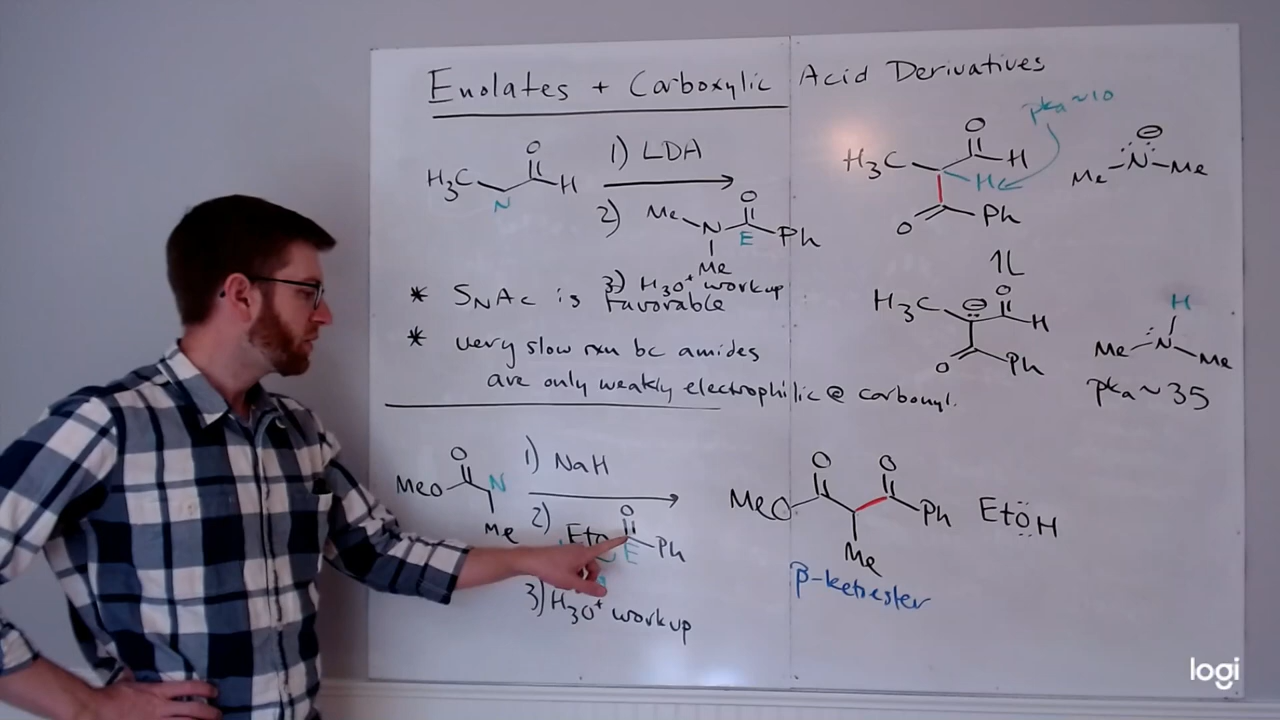 Enolates + Carboxylic Acid Derivatives
H3C O H N
1) LDA
2) Me N Me O E Ph
3) H3O+ workup
H3C O H H O Ph
pka~10
⊖ Me N Me
1L
* SNAc is favorable
H3C ⊖ O H O Ph
H Me N Me
pka~35
* very slow rxn bc amides
are only weakly electrophilic @ carbonyl.
MeO O N Me
1) NaH
2) EtO O E Ph
3) H3O+ workup
MeO O O Ph Me
EtOH
β-ketoester
logi